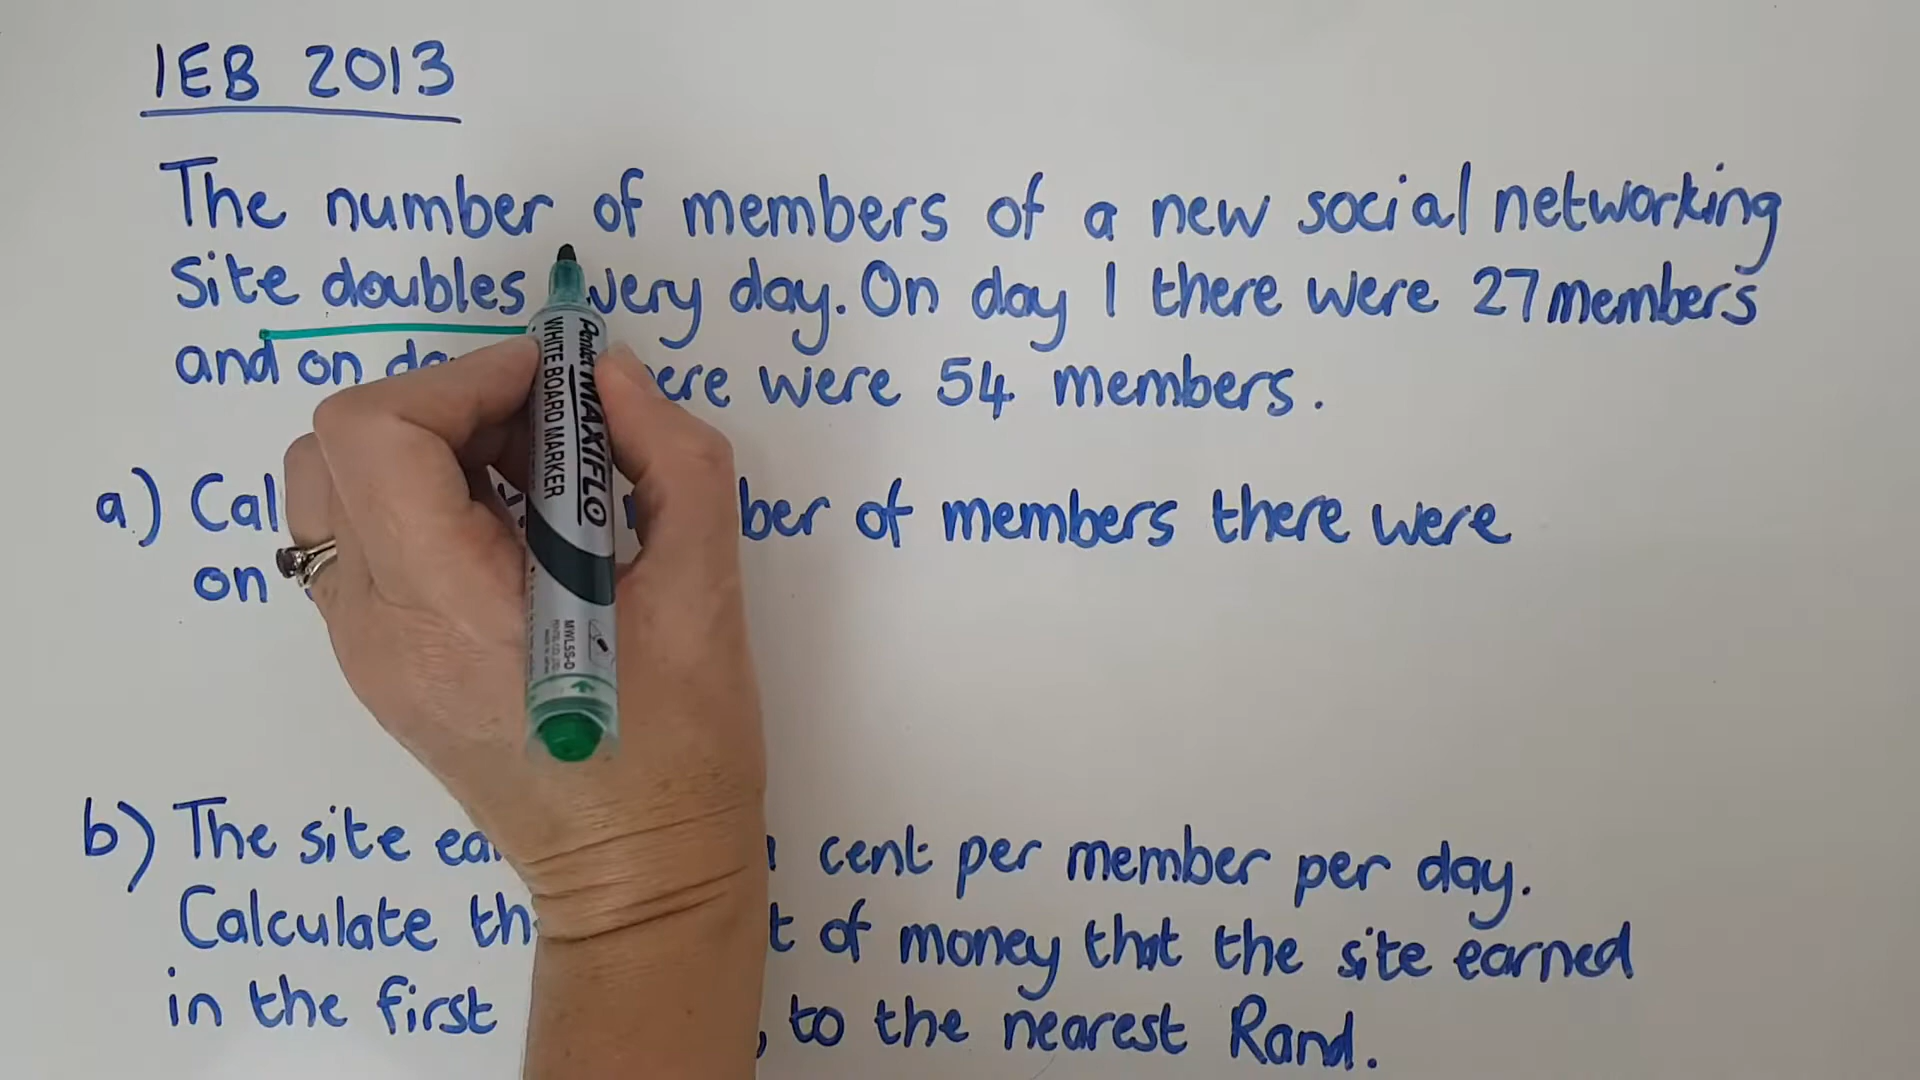 IEB 2013
The number of members of a new social networking
site doubles very day. On day 1 there were 27 members
and on ere were 54 members.
a) Cal ber of members there were
on
b) The site cent per member per day.
Calculate t of money that the site earned
in the first , to the nearest Rand.
Pentel MAXIFLO
WHITE BOARD MARKER
MWL5S-D